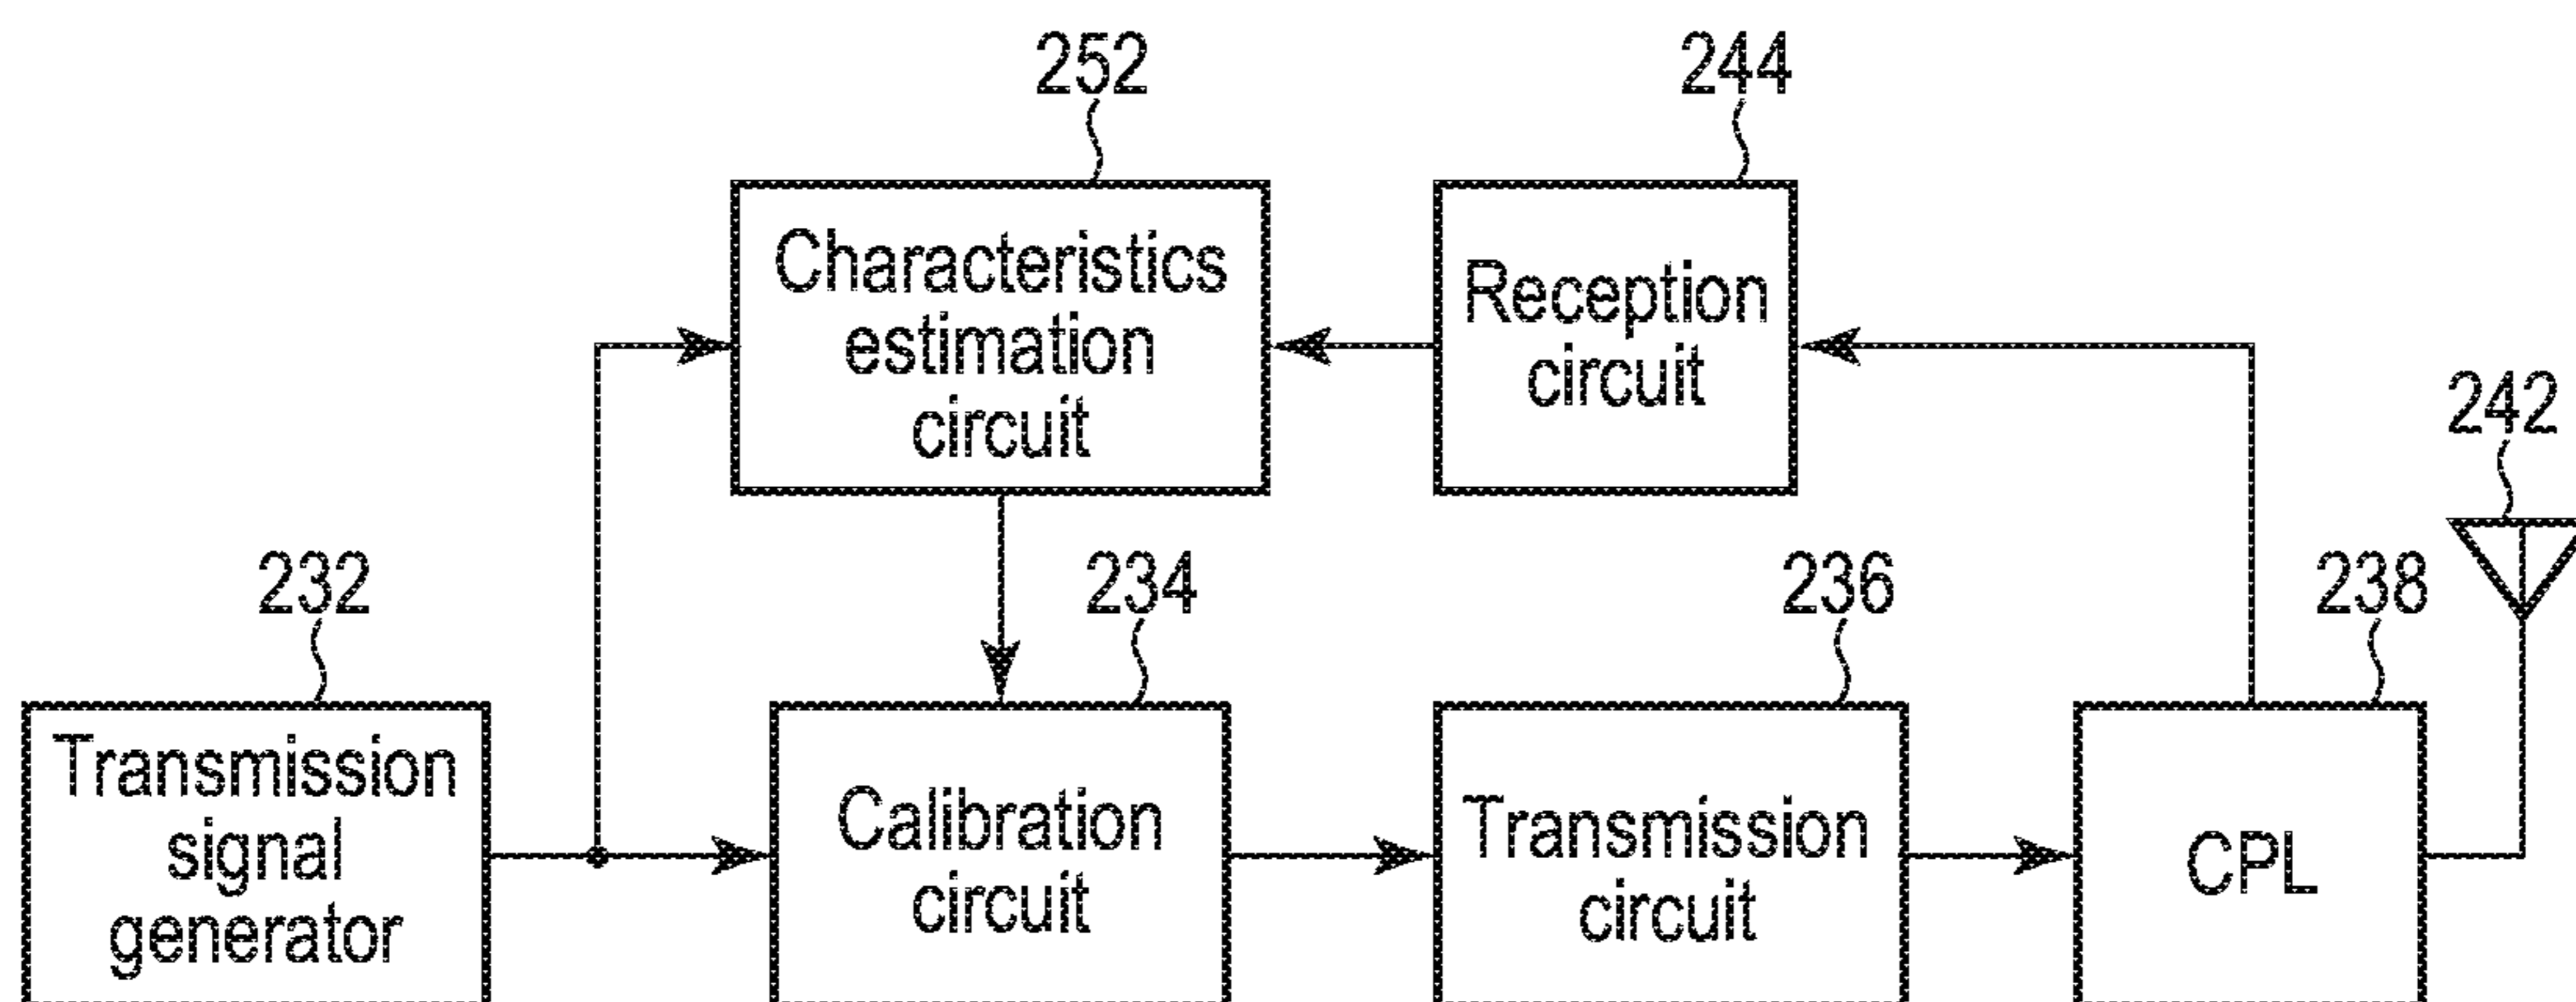 252
244
Characteristics
estimation
circuit
Reception
circuit
242
232
234
236
238
Transmission
signal
generator
Calibration
circuit
Transmission
circuit
CPL